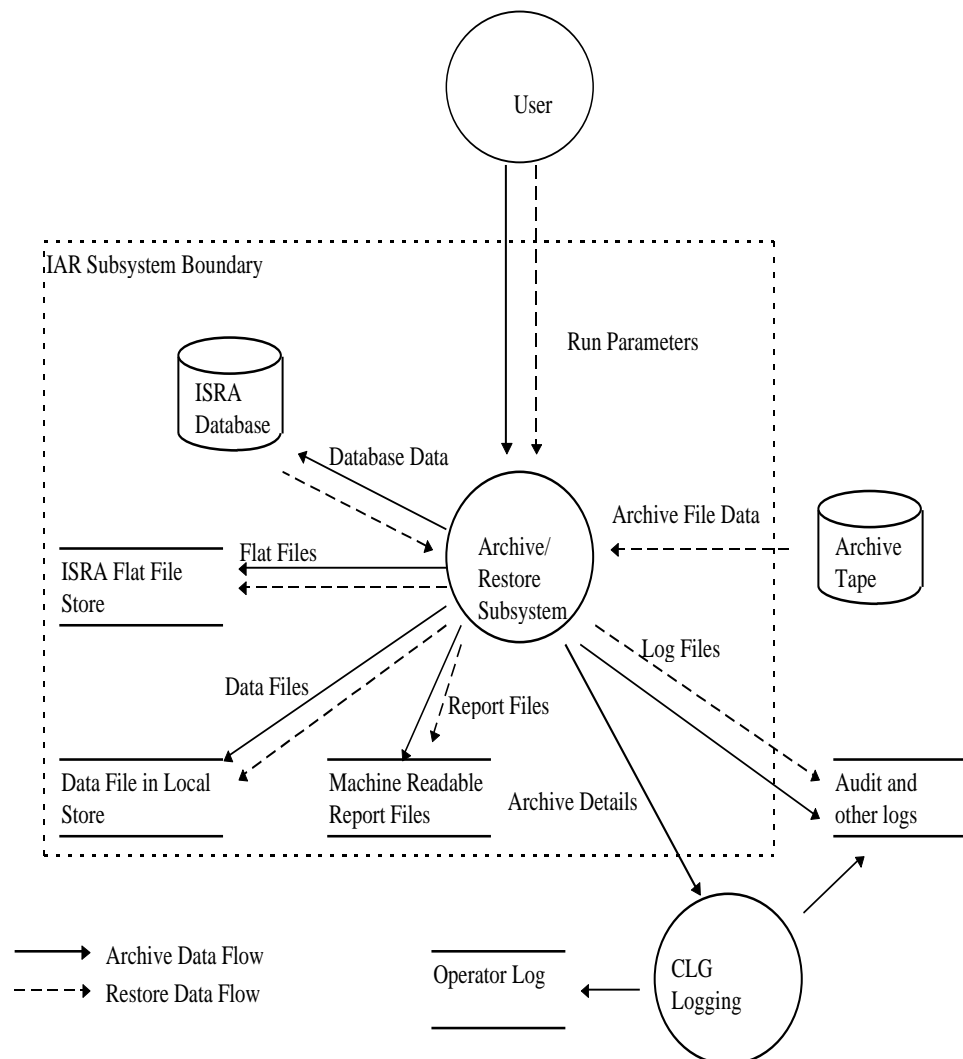 User
IAR Subsystem Boundary
Run Parameters
ISRA
Database
Database Data
Archive File Data
Archive
Tape
Flat Files
ISRA Flat File
Store
Archive/
Restore
Subsystem
Log Files
Data Files
Report Files
Data File in Local
Store
Machine Readable
Report Files
Archive Details
Audit and
other logs
Archive Data Flow
Restore Data Flow
Operator Log
CLG
Logging